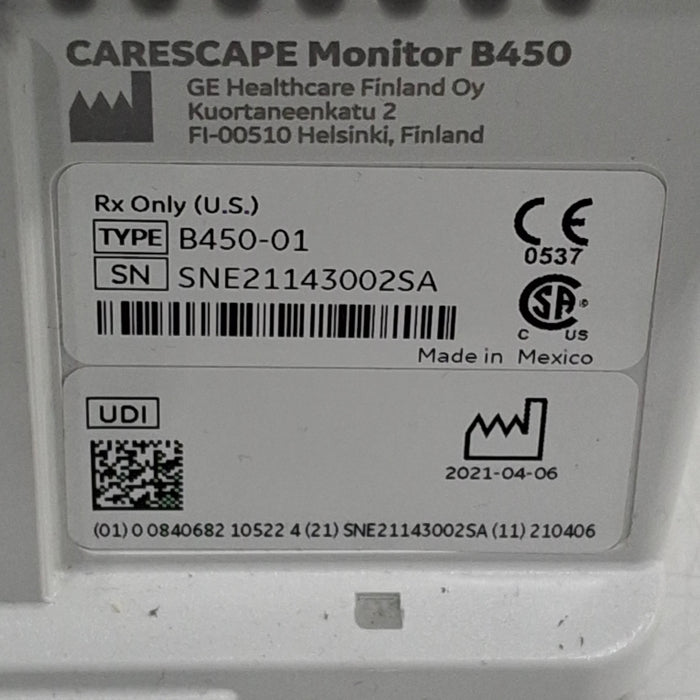 CARESCAPE Monitor B450
GE Healthcare Finland Oy
Kuortaneenkatu 2
FI-00510 Helsinki, Finland
Rx Only (U.S.)
TYPE B450-01
SN SNE21143002SA
CE
0537
SA
C US
Made in Mexico
UDI
2021-04-06
(01) 0 0840682 10522 4 (21) SNE21143002SA (11) 210406